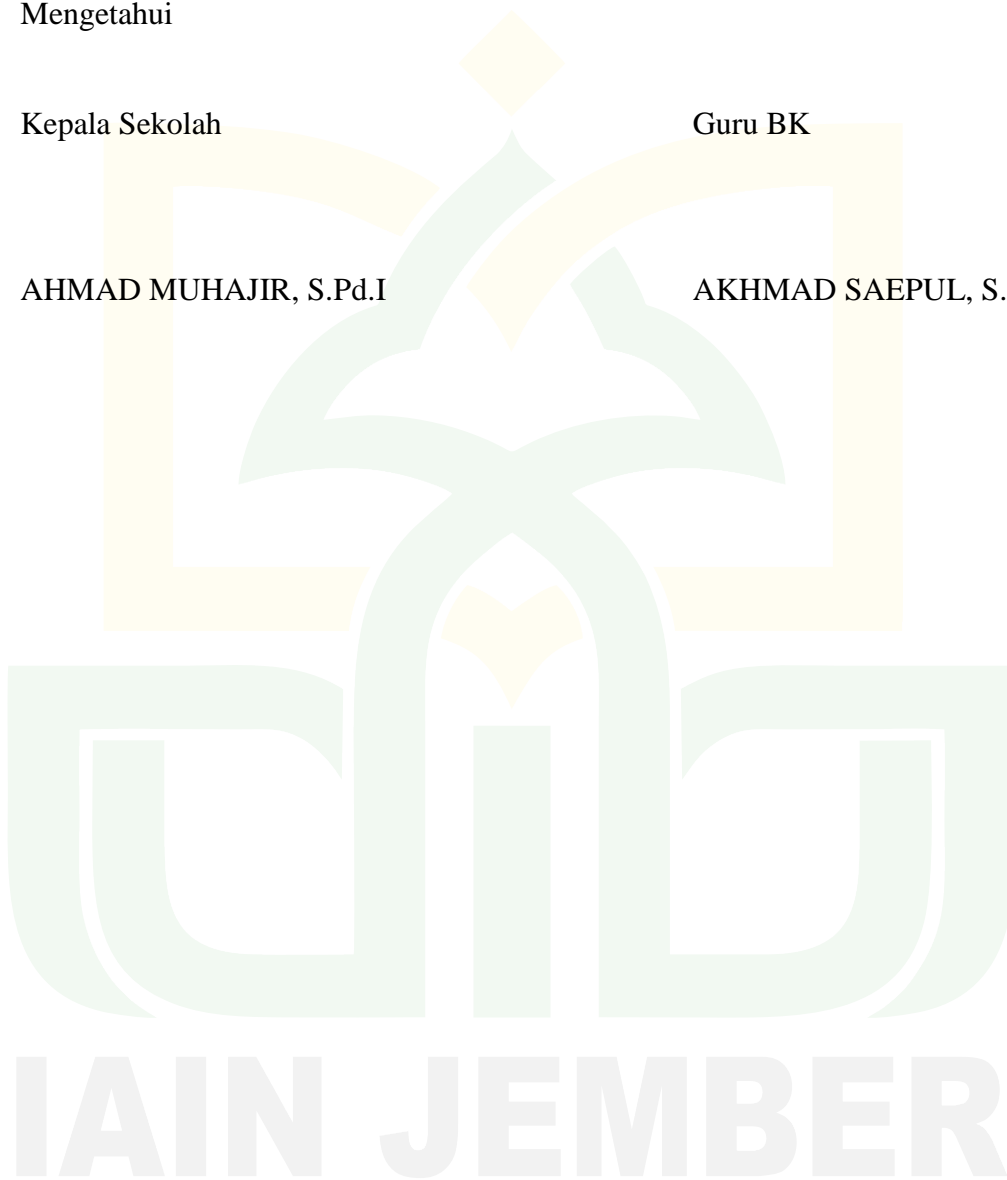 Mengetahui
Kepala Sekolah Guru BK
AHMAD MUHAJIR, S.Pd.I AKHMAD SAEPUL, S.
IAIN JEMBER